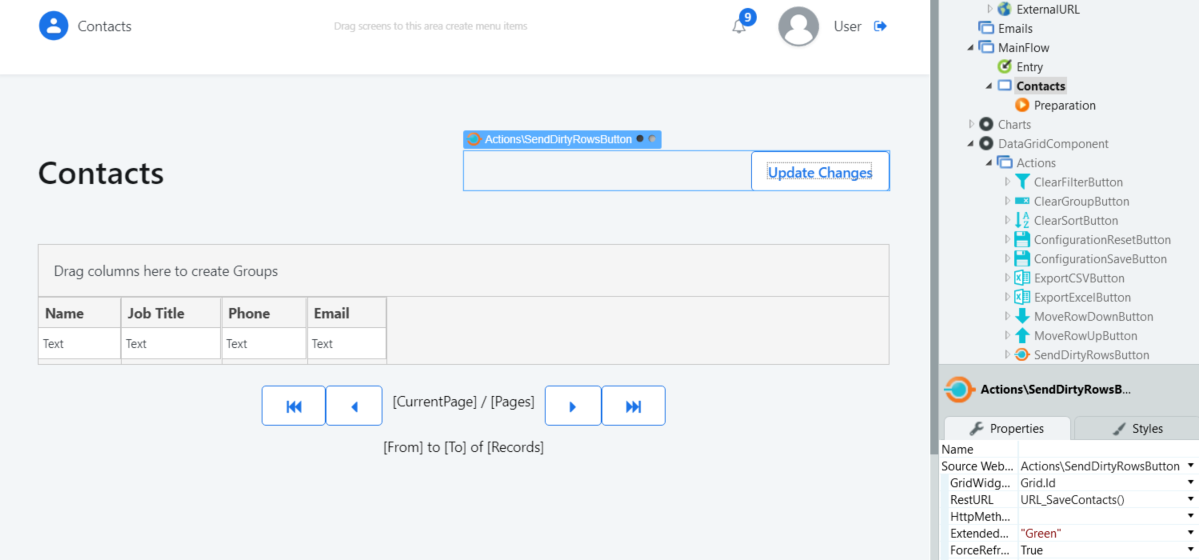 Contacts
Drag screens to this area create menu items
9
User
Actions\SendDirtyRowsButton
Contacts
Update Changes
Drag columns here to create Groups
Name Job Title Phone Email
Text Text Text Text
[CurrentPage] / [Pages]
[From] to [To] of [Records]
ExternalURL
Emails
MainFlow
Entry
Contacts
Preparation
Charts
DataGridComponent
Actions
ClearFilterButton
ClearGroupButton
ClearSortButton
ConfigurationResetButton
ConfigurationSaveButton
ExportCSVButton
ExportExcelButton
MoveRowDownButton
MoveRowUpButton
SendDirtyRowsButton
Actions\SendDirtyRowsB...
Properties Styles
Name
Source Web... Actions\SendDirtyRowsButton
GridWidg... Grid.Id
RestURL URL_SaveContacts()
HttpMeth...
Extended... "Green"
ForceRefr... True